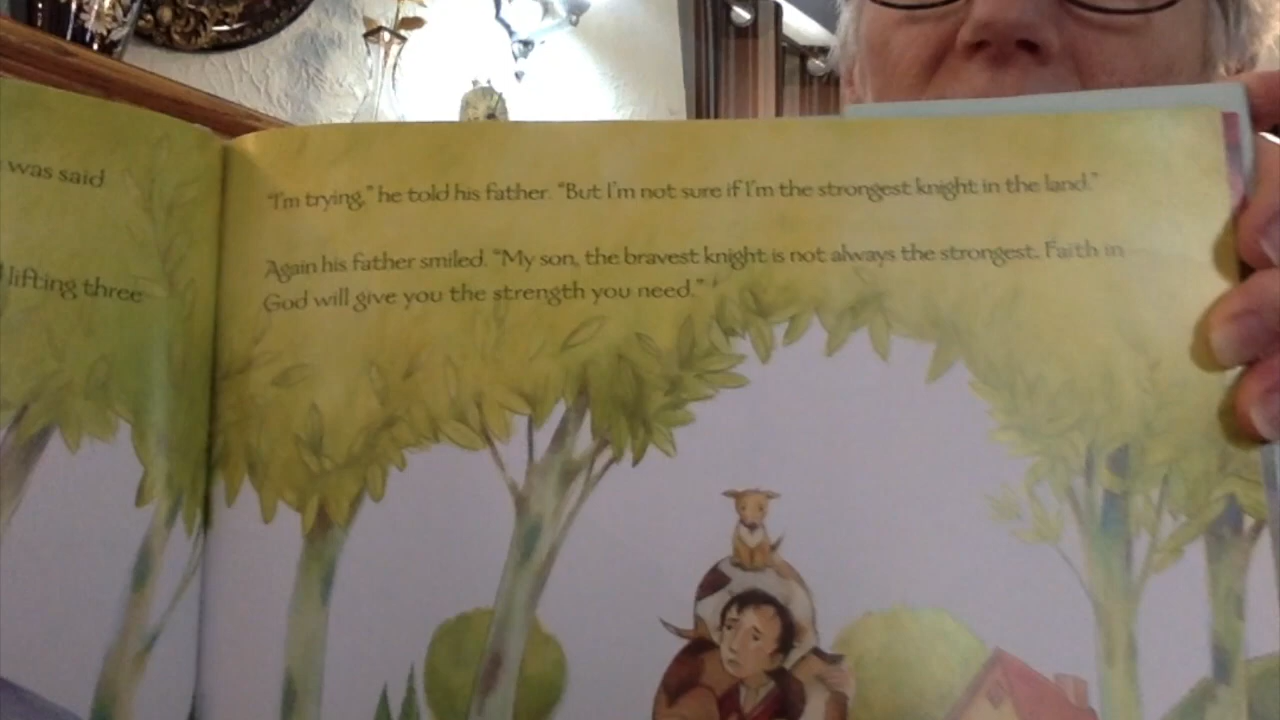 was said
lifting three
"I'm trying," he told his father. "But I'm not sure if I'm the strongest knight in the land."
Again his father smiled. "My son, the bravest knight is not always the strongest. Faith in
God will give you the strength you need."